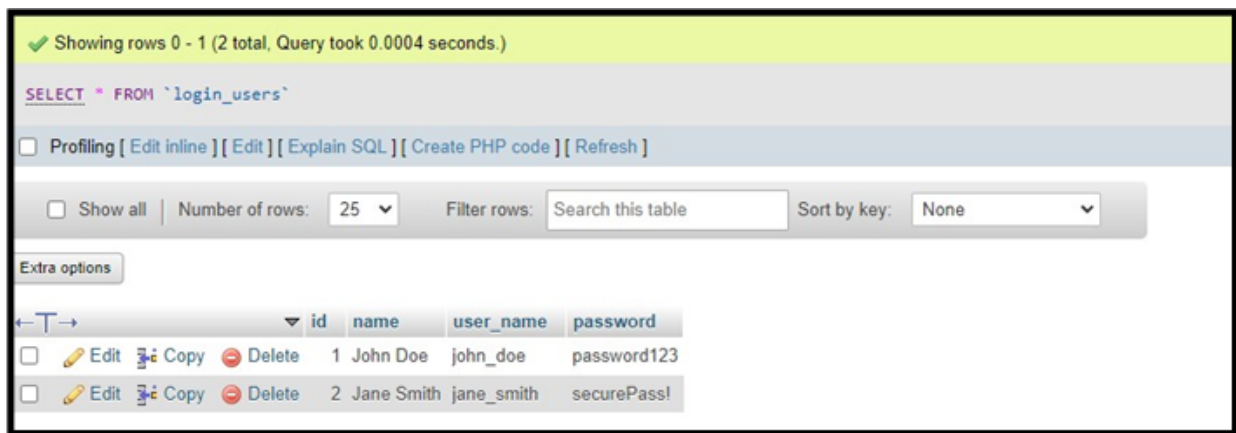 Showing rows 0 - 1 (2 total, Query took 0.0004 seconds.)
SELECT * FROM `login_users`
Profiling [ Edit inline ] [ Edit ] [ Explain SQL ] [ Create PHP code ] [ Refresh ]
Show all | Number of rows: 25 Filter rows: Search this table Sort by key: None
Extra options
←T→ id name user_name password
Edit Copy Delete 1 John Doe john_doe password123
Edit Copy Delete 2 Jane Smith jane_smith securePass!